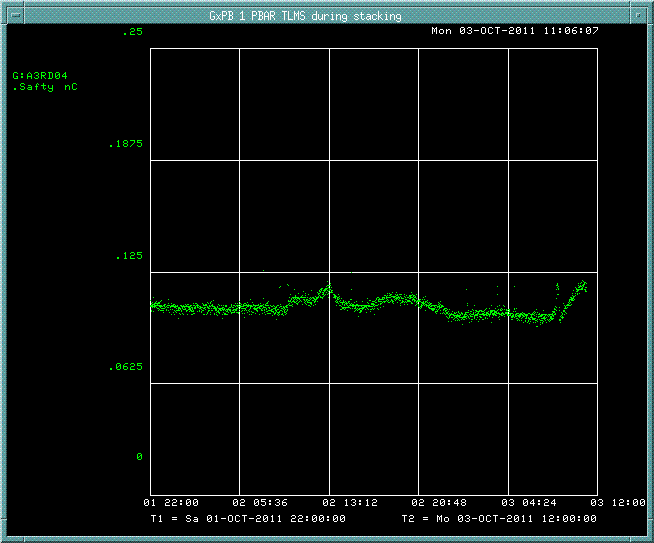 GxPB 1 PBAR TLMS during stacking
Mon 03-OCT-2011 11:06:07
.25
G:A3RD04
.Safty nC
.1875
.125
.0625
0
01 22:00 02 05:36 02 13:12 02 20:48 03 04:24 03 12:00
T1 = Sa 01-OCT-2011 22:00:00 T2 = Mo 03-OCT-2011 12:00:00